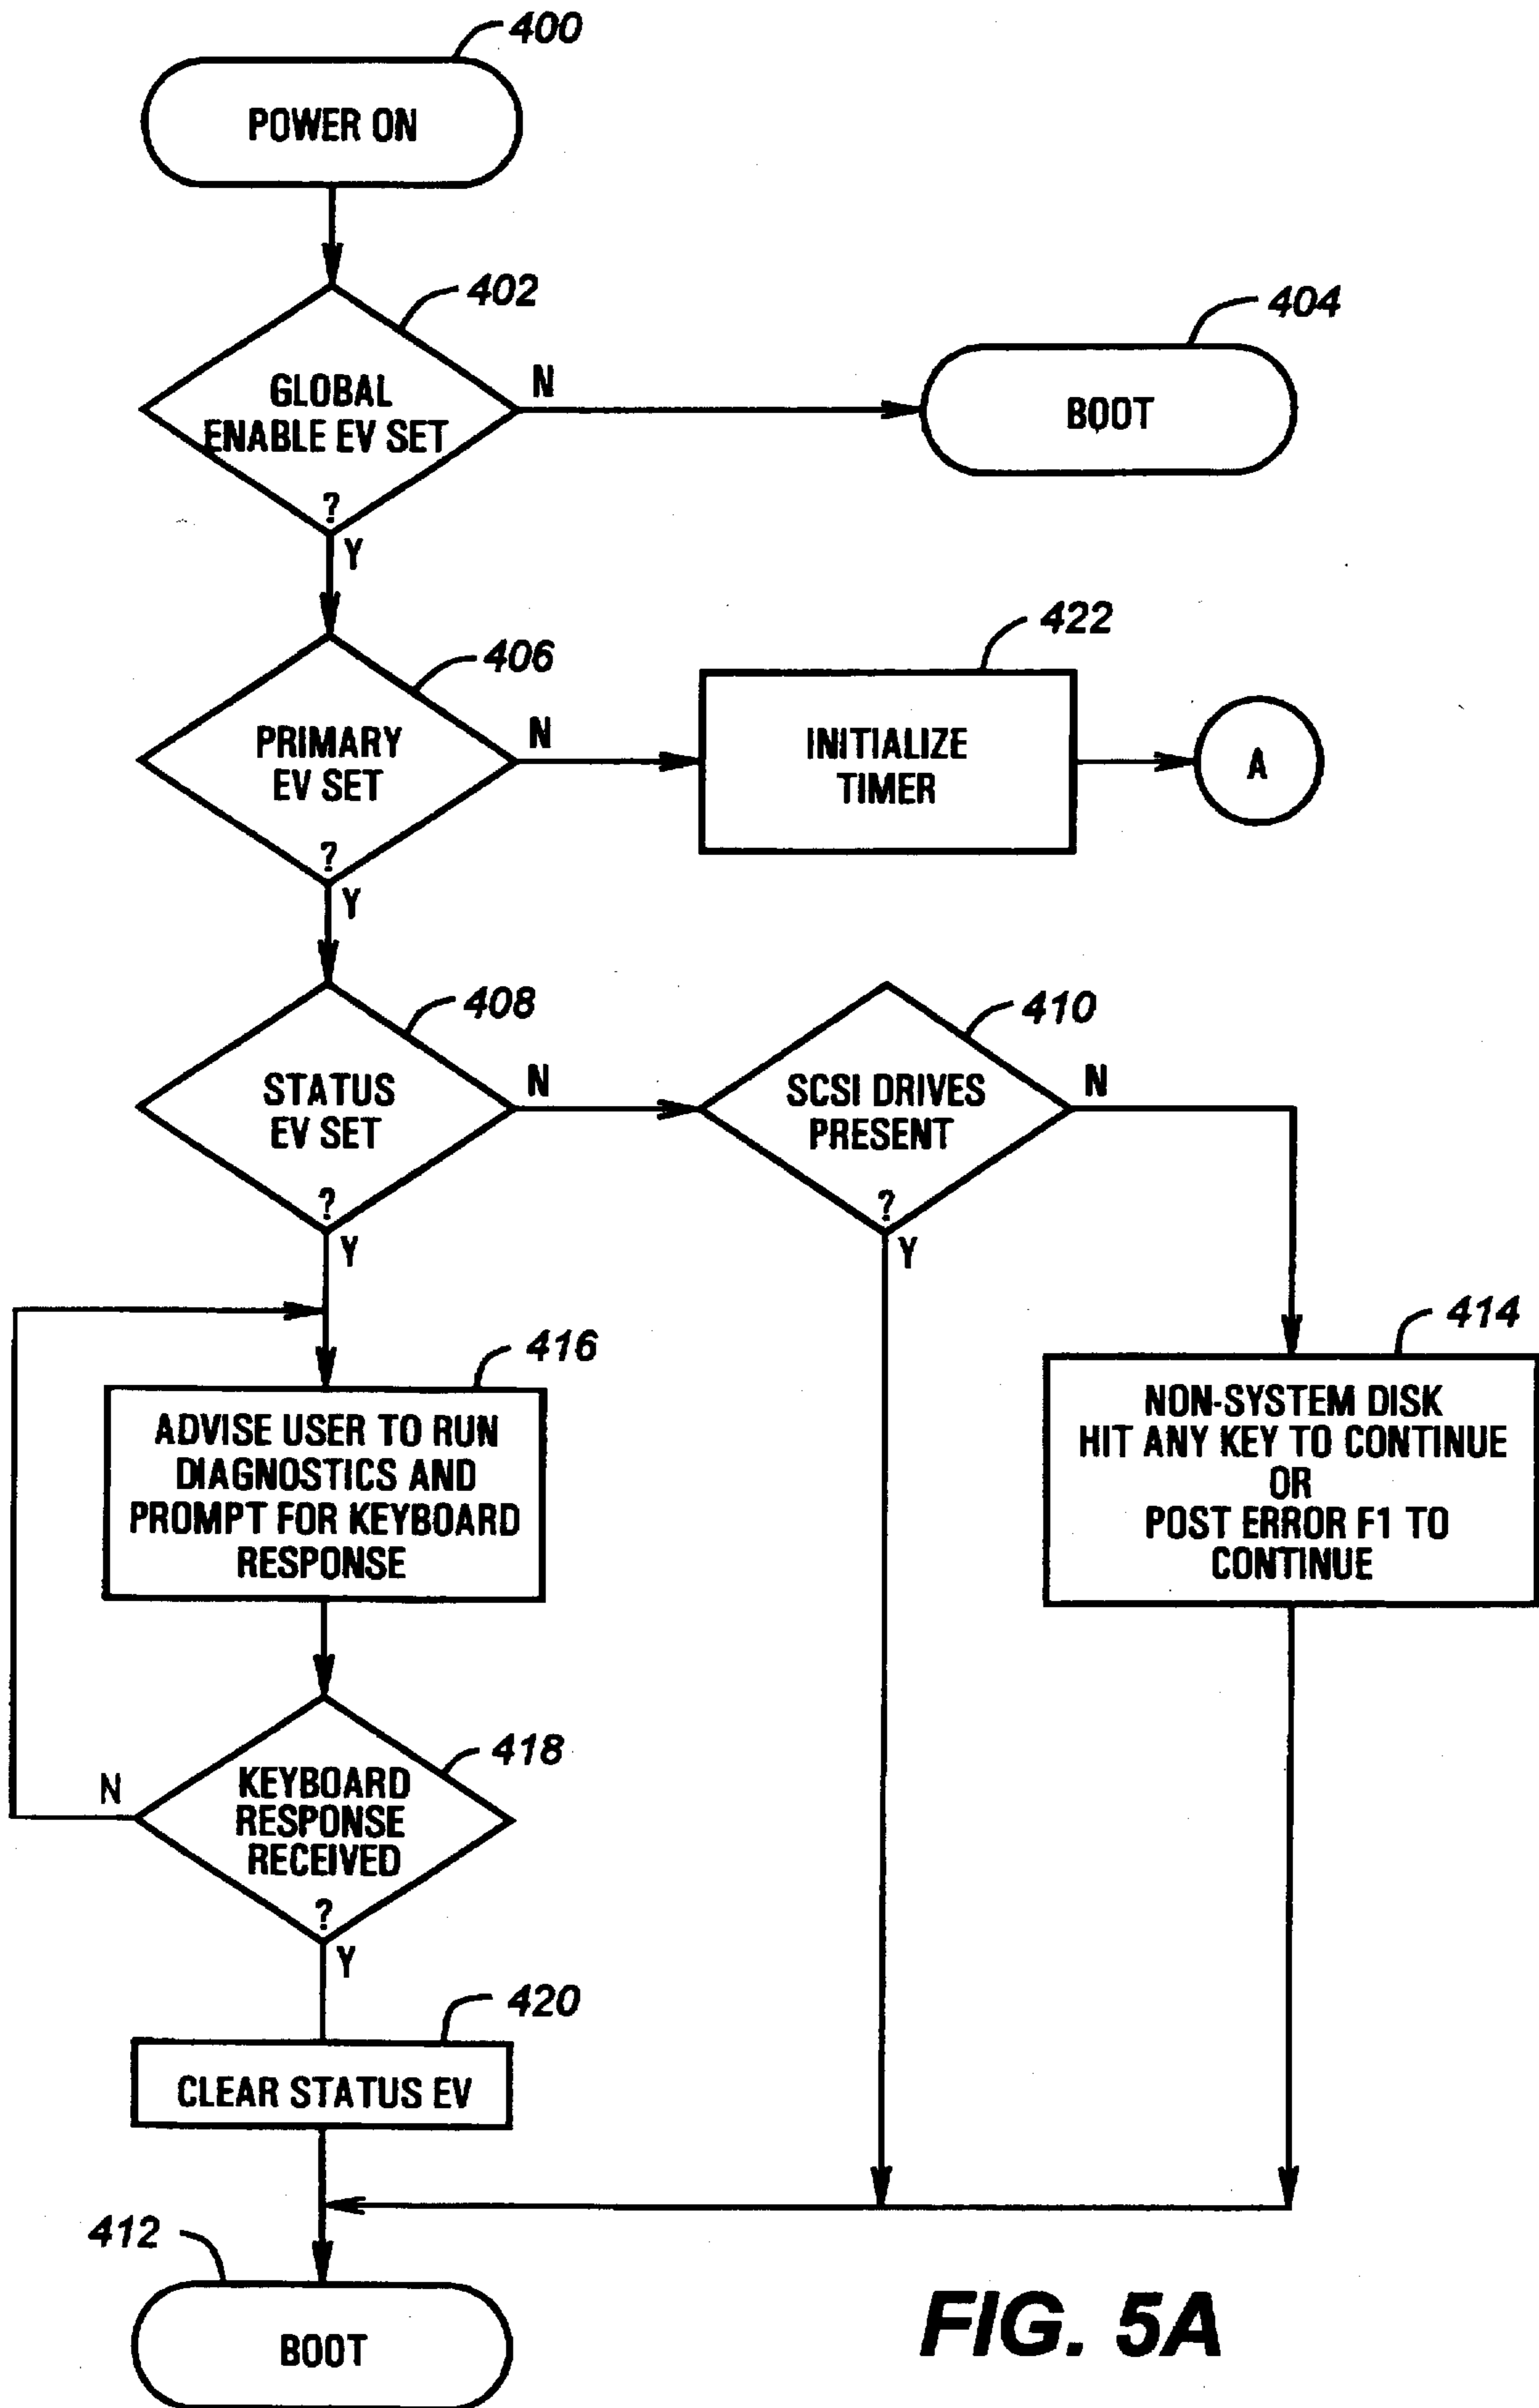 400
POWER ON
402
GLOBAL
ENABLE EV SET
?
N
Y
404
BOOT
406
PRIMARY
EV SET
?
N
Y
422
INITIALIZE
TIMER
A
408
STATUS
EV SET
?
N
Y
410
SCSI DRIVES
PRESENT
?
N
Y
414
NON-SYSTEM DISK
HIT ANY KEY TO CONTINUE
OR
POST ERROR F1 TO
CONTINUE
416
ADVISE USER TO RUN
DIAGNOSTICS AND
PROMPT FOR KEYBOARD
RESPONSE
418
KEYBOARD
RESPONSE
RECEIVED
?
N
Y
420
CLEAR STATUS EV
412
BOOT
FIG. 5A